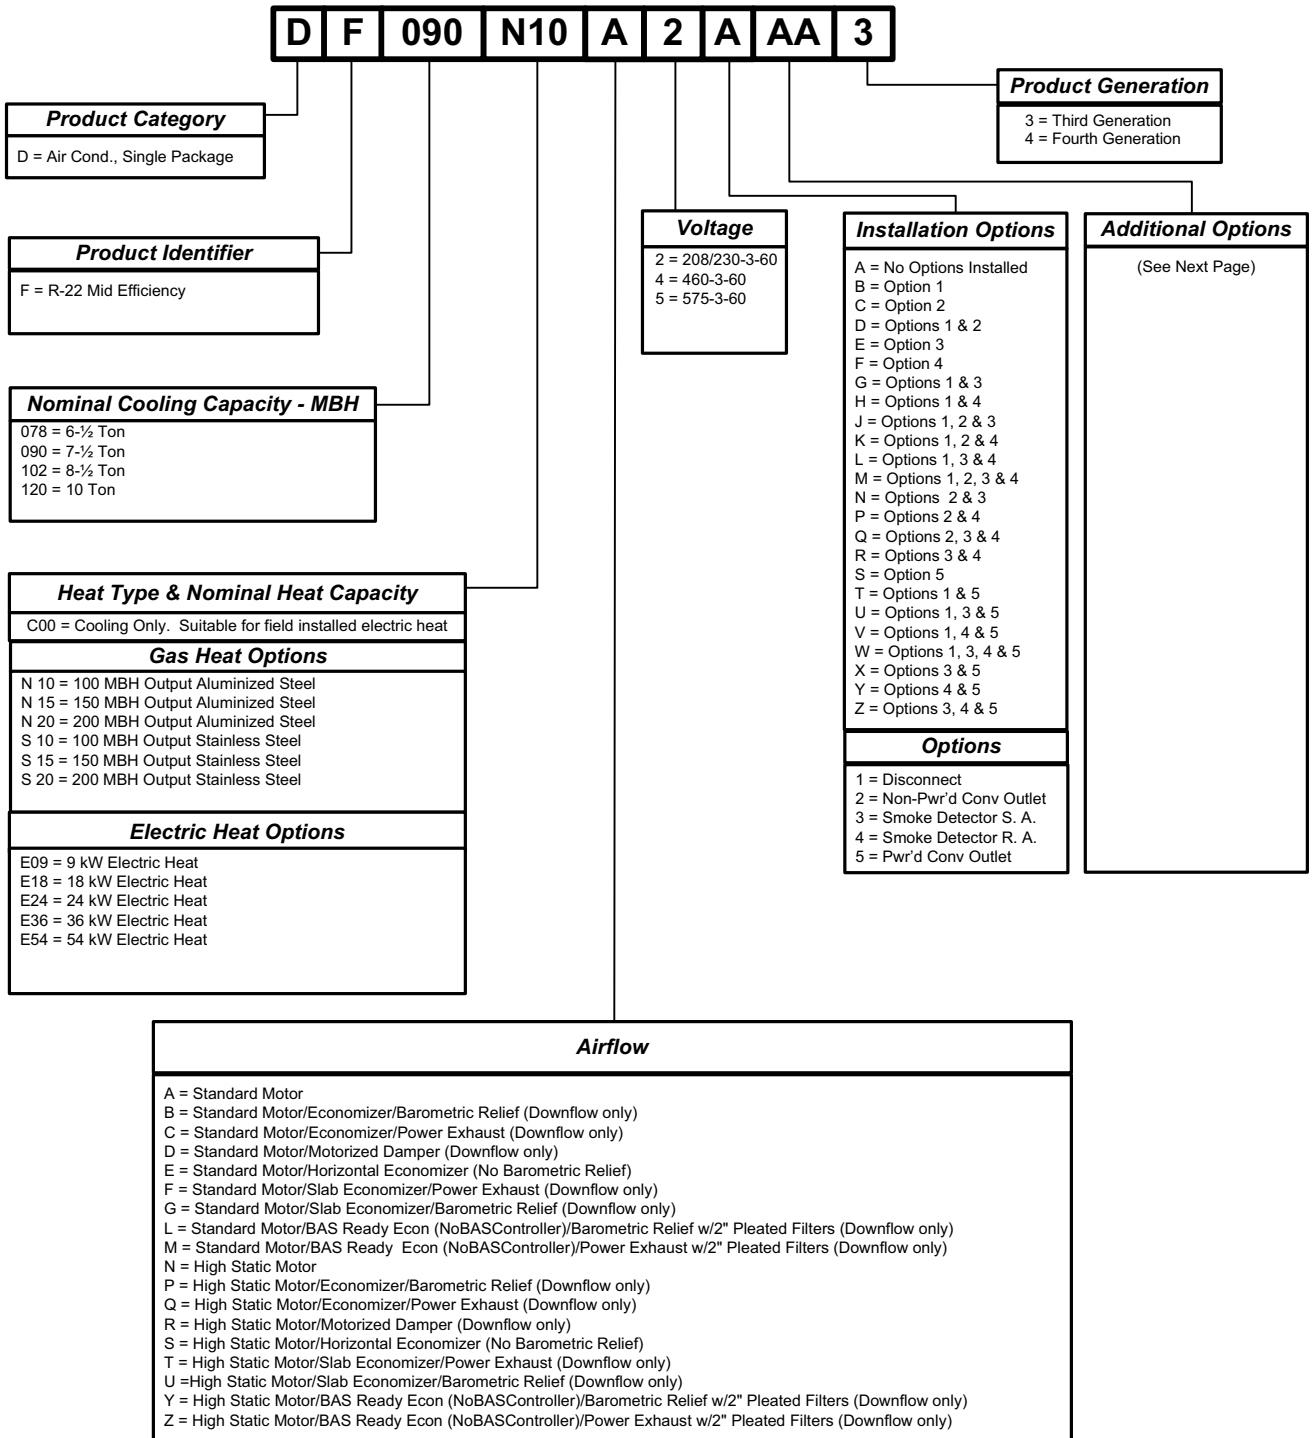 D F 090 N10 A 2 A AA 3
Product Category
D = Air Cond., Single Package
Product Identifier
F = R-22 Mid Efficiency
Nominal Cooling Capacity - MBH
078 = 6-½ Ton
090 = 7-½ Ton
102 = 8-½ Ton
120 = 10 Ton
Heat Type & Nominal Heat Capacity
C00 = Cooling Only. Suitable for field installed electric heat
Gas Heat Options
N 10 = 100 MBH Output Aluminized Steel
N 15 = 150 MBH Output Aluminized Steel
N 20 = 200 MBH Output Aluminized Steel
S 10 = 100 MBH Output Stainless Steel
S 15 = 150 MBH Output Stainless Steel
S 20 = 200 MBH Output Stainless Steel
Electric Heat Options
E09 = 9 kW Electric Heat
E18 = 18 kW Electric Heat
E24 = 24 kW Electric Heat
E36 = 36 kW Electric Heat
E54 = 54 kW Electric Heat
Airflow
A = Standard Motor
B = Standard Motor/Economizer/Barometric Relief (Downflow only)
C = Standard Motor/Economizer/Power Exhaust (Downflow only)
D = Standard Motor/Motorized Damper (Downflow only)
E = Standard Motor/Horizontal Economizer (No Barometric Relief)
F = Standard Motor/Slab Economizer/Power Exhaust (Downflow only)
G = Standard Motor/Slab Economizer/Barometric Relief (Downflow only)
L = Standard Motor/BAS Ready Econ (NoBASController)/Barometric Relief w/2" Pleated Filters (Downflow only)
M = Standard Motor/BAS Ready Econ (NoBASController)/Power Exhaust w/2" Pleated Filters (Downflow only)
N = High Static Motor
P = High Static Motor/Economizer/Barometric Relief (Downflow only)
Q = High Static Motor/Economizer/Power Exhaust (Downflow only)
R = High Static Motor/Motorized Damper (Downflow only)
S = High Static Motor/Horizontal Economizer (No Barometric Relief)
T = High Static Motor/Slab Economizer/Power Exhaust (Downflow only)
U =High Static Motor/Slab Economizer/Barometric Relief (Downflow only)
Y = High Static Motor/BAS Ready Econ (NoBASController)/Barometric Relief w/2" Pleated Filters (Downflow only)
Z = High Static Motor/BAS Ready Econ (NoBASController)/Power Exhaust w/2" Pleated Filters (Downflow only)
Voltage
2 = 208/230-3-60
4 = 460-3-60
5 = 575-3-60
Installation Options
A = No Options Installed
B = Option 1
C = Option 2
D = Options 1 & 2
E = Option 3
F = Option 4
G = Options 1 & 3
H = Options 1 & 4
J = Options 1, 2 & 3
K = Options 1, 2 & 4
L = Options 1, 3 & 4
M = Options 1, 2, 3 & 4
N = Options 2 & 3
P = Options 2 & 4
Q = Options 2, 3 & 4
R = Options 3 & 4
S = Option 5
T = Options 1 & 5
U = Options 1, 3 & 5
V = Options 1, 4 & 5
W = Options 1, 3, 4 & 5
X = Options 3 & 5
Y = Options 4 & 5
Z = Options 3, 4 & 5
Options
1 = Disconnect
2 = Non-Pwr'd Conv Outlet
3 = Smoke Detector S. A.
4 = Smoke Detector R. A.
5 = Pwr'd Conv Outlet
Additional Options
(See Next Page)
Product Generation
3 = Third Generation
4 = Fourth Generation